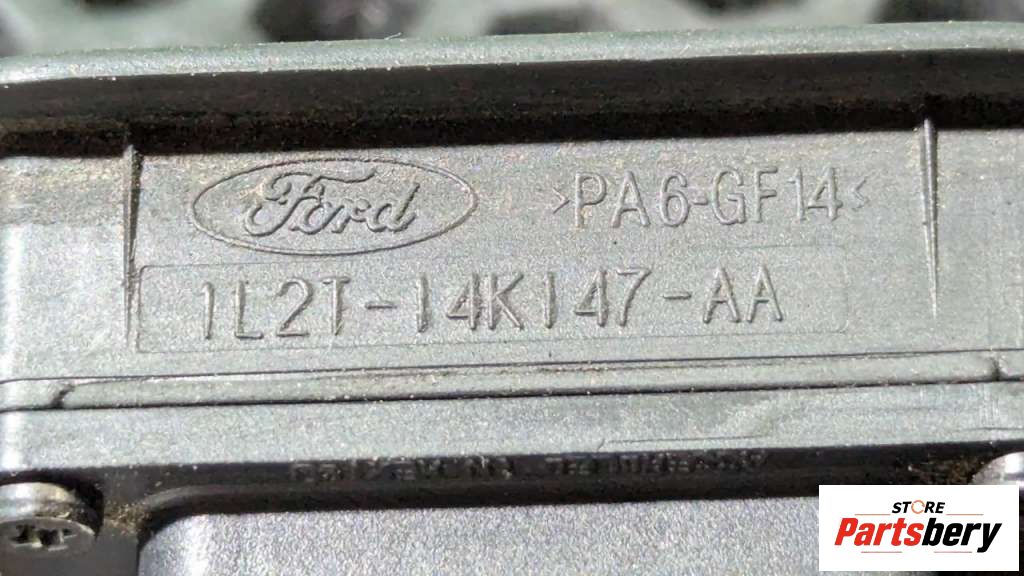 Ford >PA6-GF14<
1L2T-14K147-AA
STORE
Partsbery